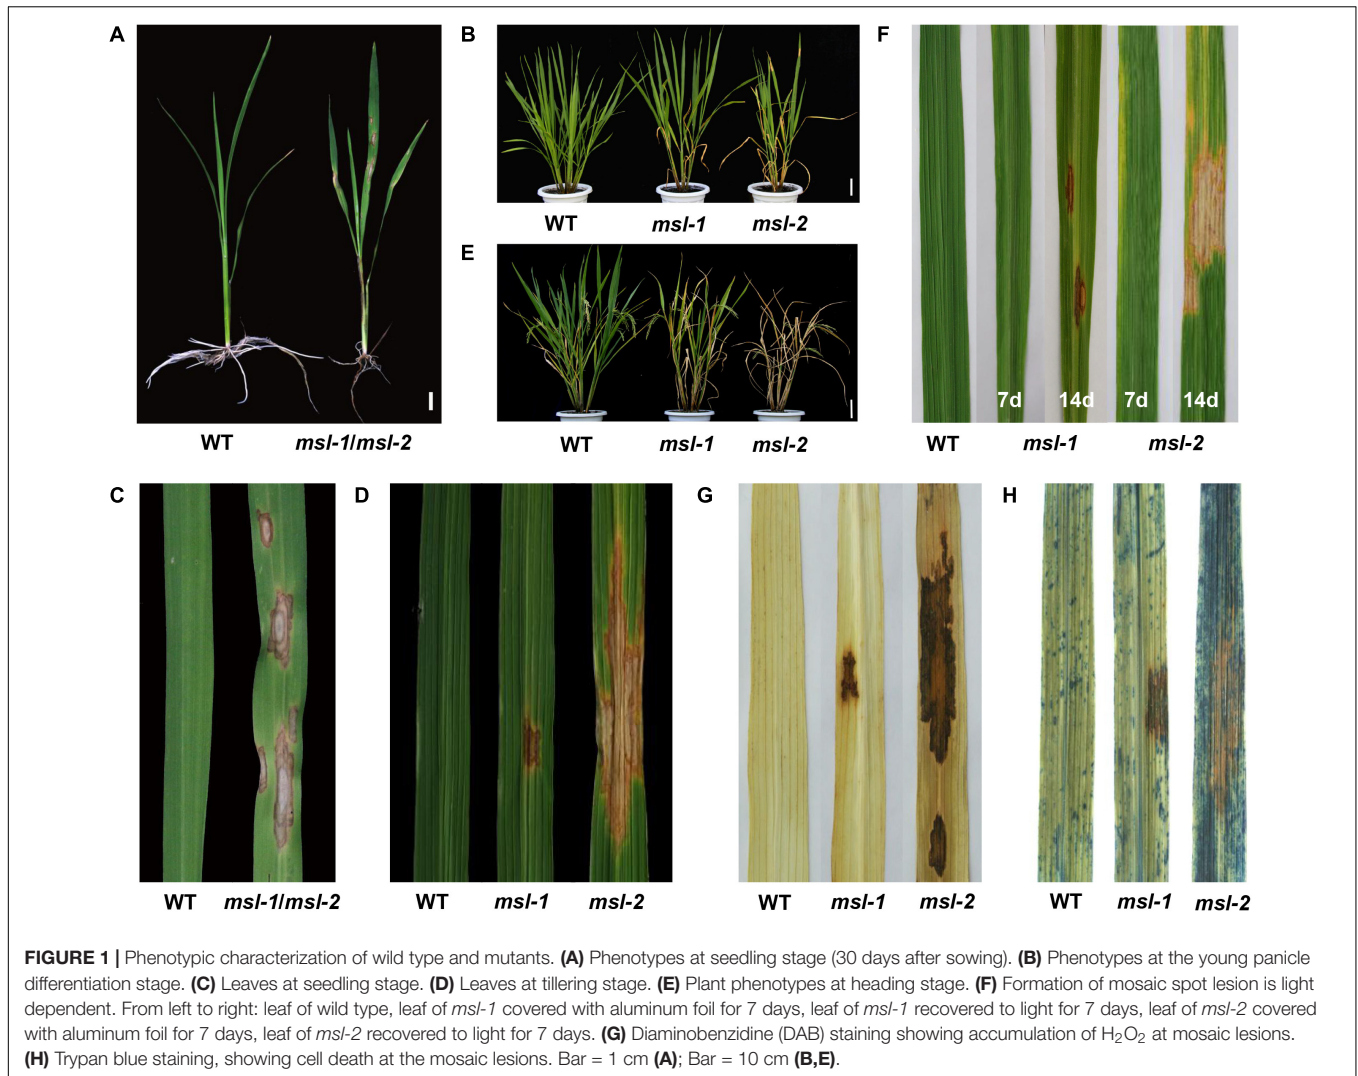 A
B
F
WT
msl-1
msl-2
E
7d
14d
7d
14d
WT
msl-1/msl-2
WT
msl-1
msl-2
WT
msl-1
msl-2
C
D
G
H
WT
msl-1/msl-2
WT
msl-1
msl-2
WT
msl-1
msl-2
WT
msl-1
msl-2
FIGURE 1 | Phenotypic characterization of wild type and mutants. (A) Phenotypes at seedling stage (30 days after sowing). (B) Phenotypes at the young panicle
differentiation stage. (C) Leaves at seedling stage. (D) Leaves at tillering stage. (E) Plant phenotypes at heading stage. (F) Formation of mosaic spot lesion is light
dependent. From left to right: leaf of wild type, leaf of msl-1 covered with aluminum foil for 7 days, leaf of msl-1 recovered to light for 7 days, leaf of msl-2 covered
with aluminum foil for 7 days, leaf of msl-2 recovered to light for 7 days. (G) Diaminobenzidine (DAB) staining showing accumulation of H₂O₂ at mosaic lesions.
(H) Trypan blue staining, showing cell death at the mosaic lesions. Bar = 1 cm (A); Bar = 10 cm (B,E).